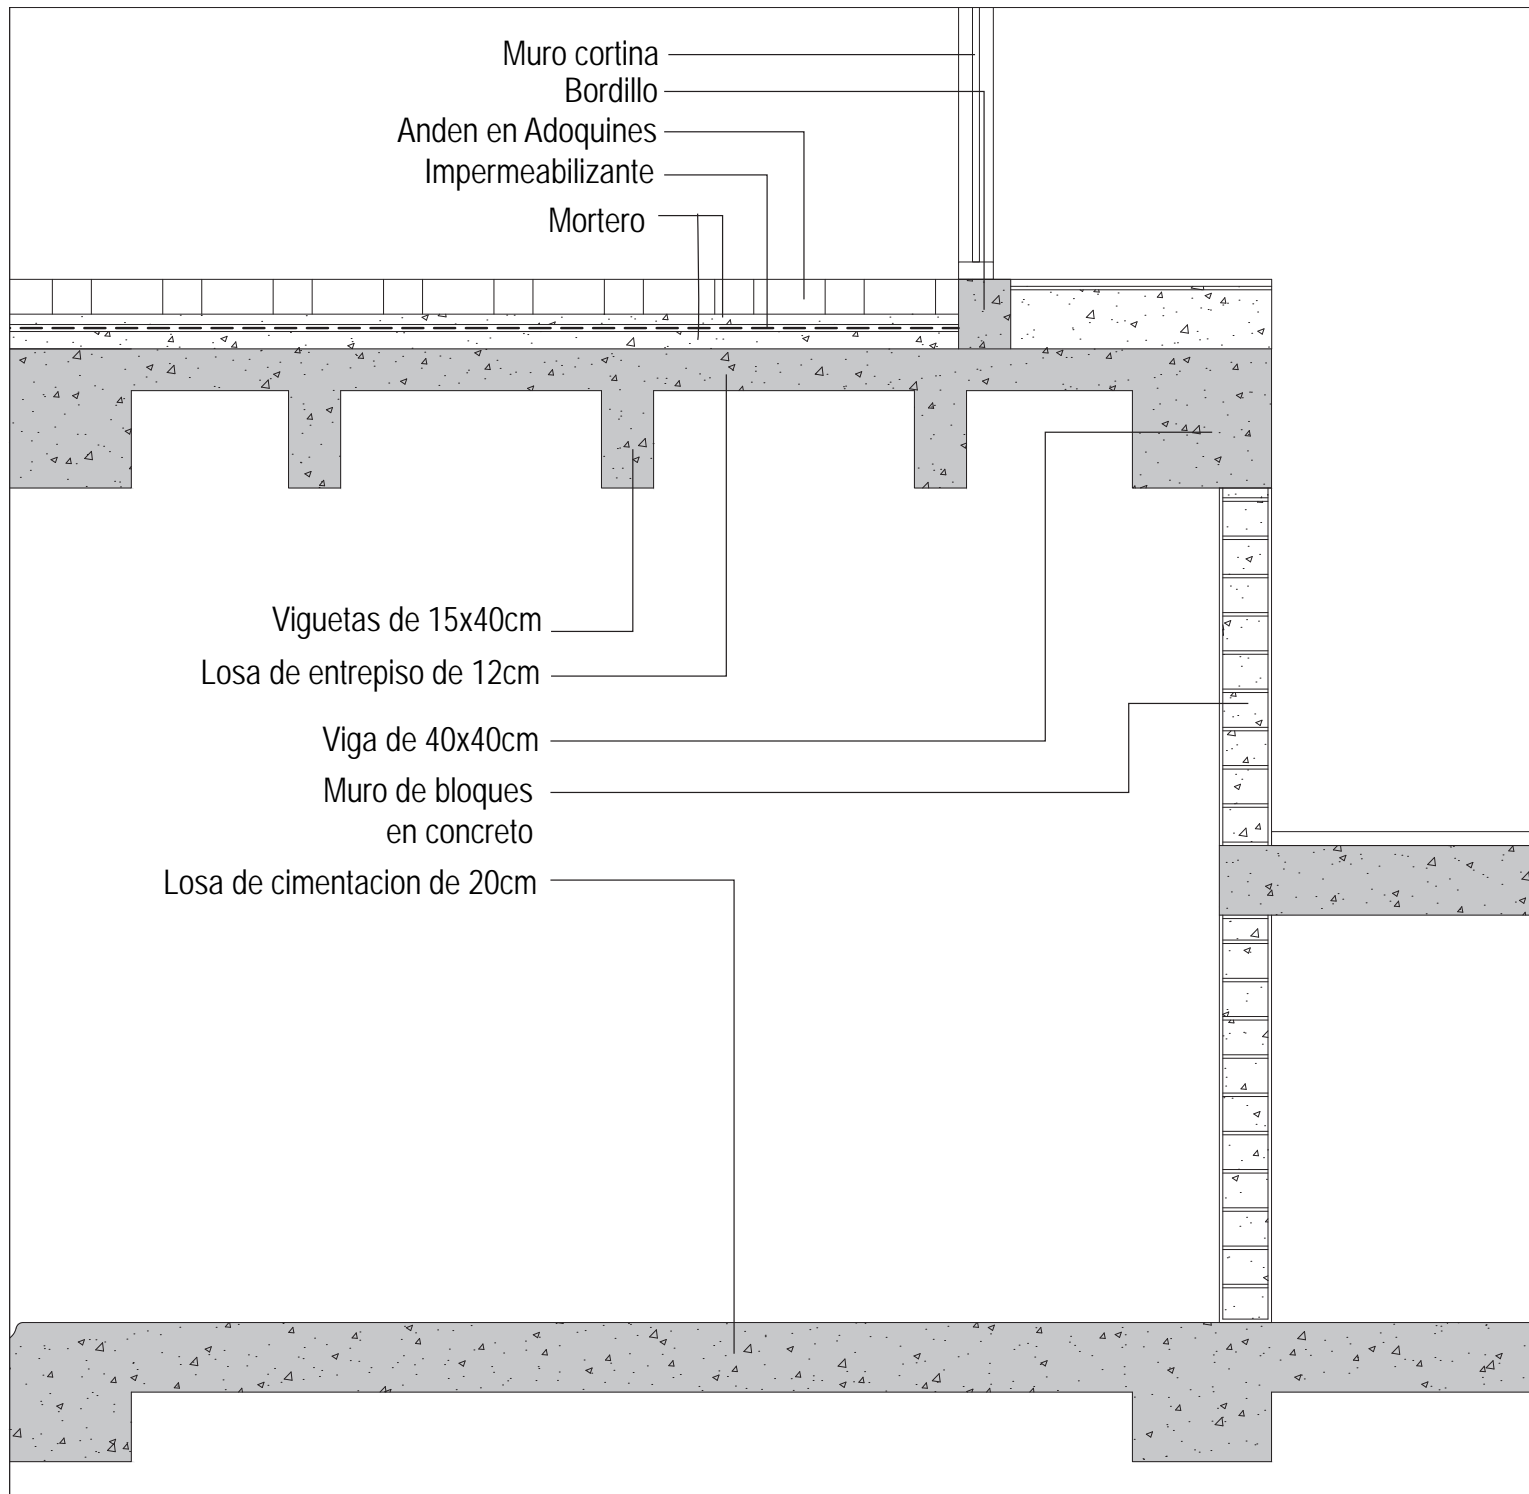 Muro cortina
Bordillo
Anden en Adoquines
Impermeabilizante
Mortero
Viguetas de 15x40cm
Losa de entrepiso de 12cm
Viga de 40x40cm
Muro de bloques
en concreto
Losa de cimentacion de 20cm